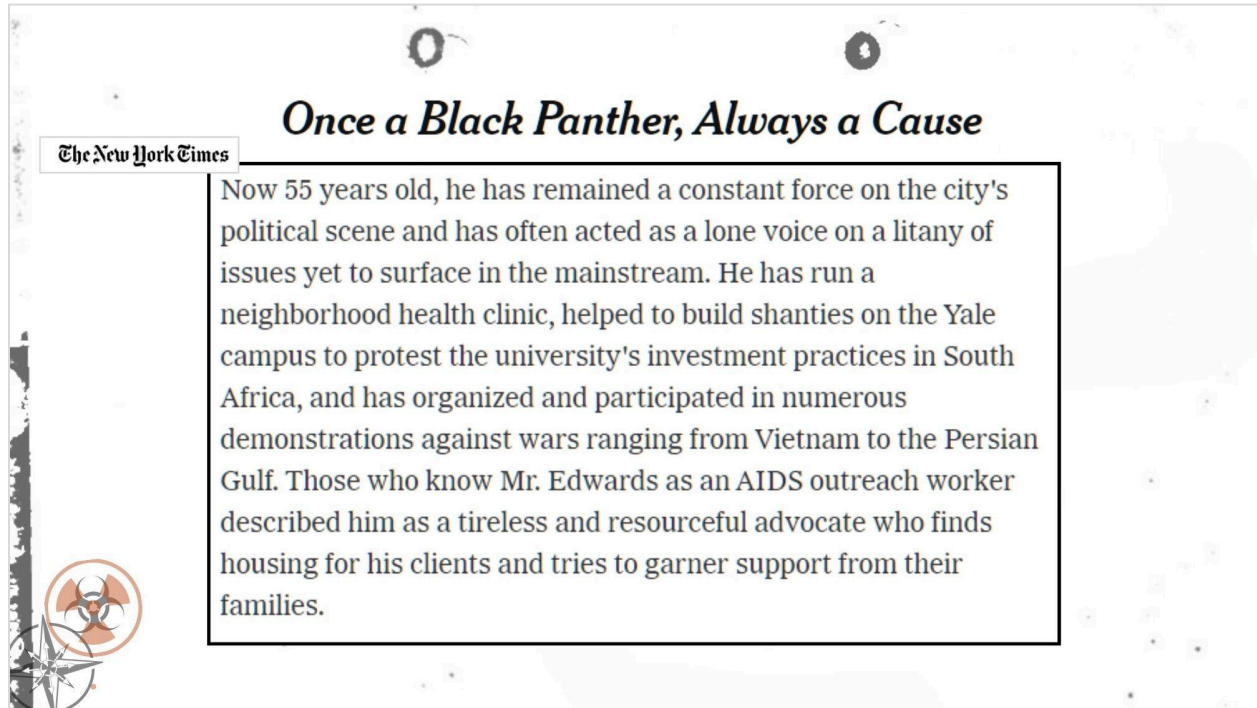 Once a Black Panther, Always a Cause
The New York Times
Now 55 years old, he has remained a constant force on the city's
political scene and has often acted as a lone voice on a litany of
issues yet to surface in the mainstream. He has run a
neighborhood health clinic, helped to build shanties on the Yale
campus to protest the university's investment practices in South
Africa, and has organized and participated in numerous
demonstrations against wars ranging from Vietnam to the Persian
Gulf. Those who know Mr. Edwards as an AIDS outreach worker
described him as a tireless and resourceful advocate who finds
housing for his clients and tries to garner support from their
families.